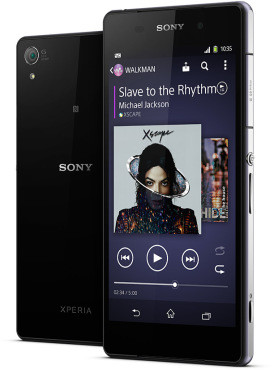 SONY
10:35
WALKMAN
Slave to the Rhythm
Michael Jackson
XSCAPE
Xscape
HIDE
02:34 / 5:00
SONY
XPERIA